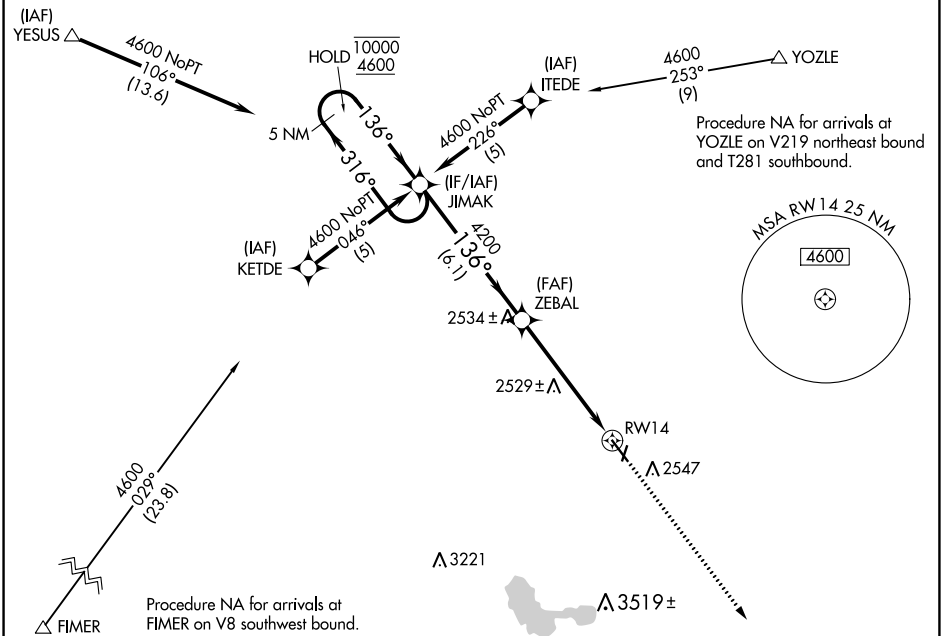 (IAF)
YESUS
4600 NoPT
106°
(13.6)
HOLD
10000
4600
5 NM
136°
316°
(IAF)
ITEDE
4600 NoPT
226°
(5)
4600
253°
(9)
YOZLE
Procedure NA for arrivals at
YOZLE on V219 northeast bound
and T281 southbound.
(IF/IAF)
JIMAK
4600 NoPT
046°
(5)
(IAF)
KETDE
4200
136°
(6.1)
(FAF)
ZEBAL
2534 ±
2529 ±
RW14
2547
MSA RW 14 25 NM
4600
4600
029°
(23.8)
3221
3519 ±
FIMER
Procedure NA for arrivals at
FIMER on V8 southwest bound.